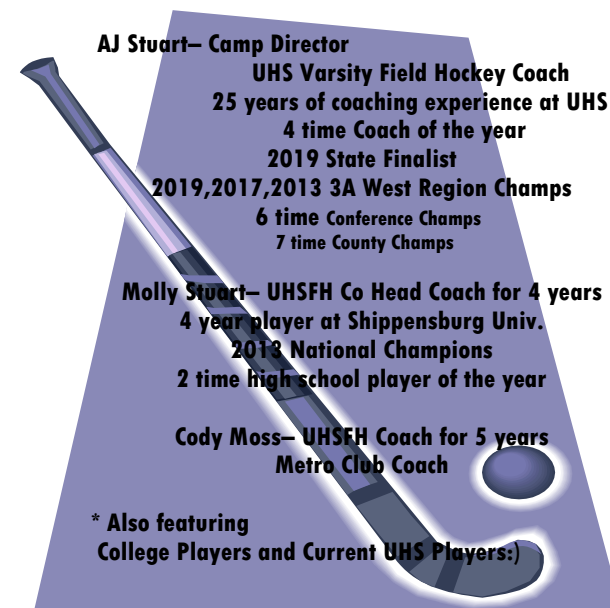 AJ Stuart– Camp Director
UHS Varsity Field Hockey Coach
25 years of coaching experience at UHS
4 time Coach of the year
2019 State Finalist
2019,2017,2013 3A West Region Champs
6 time Conference Champs
7 time County Champs
Molly Stuart– UHSFH Co Head Coach for 4 years
4 year player at Shippensburg Univ.
2013 National Champions
2 time high school player of the year
Cody Moss– UHSFH Coach for 5 years
Metro Club Coach
* Also featuring
College Players and Current UHS Players:)